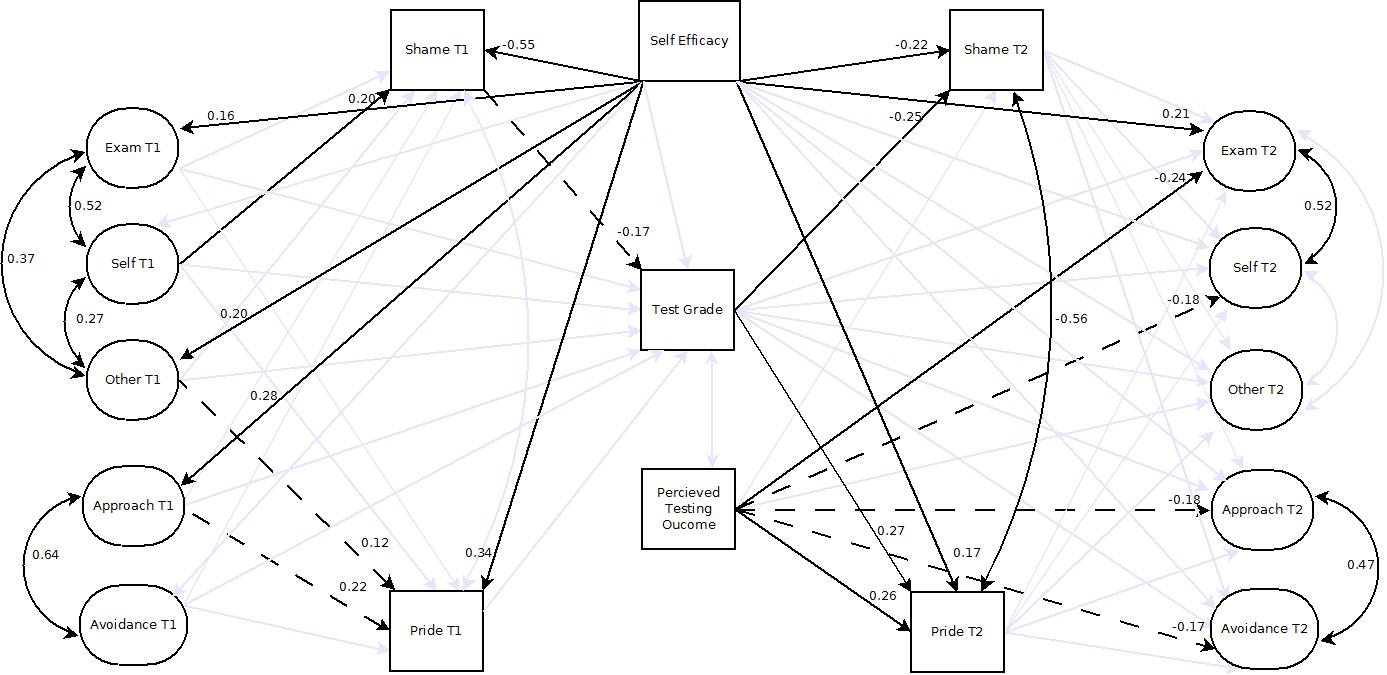 Shame T1
Self Efficacy
Shame T2
-0.55
-0.22
0.20
0.16
-0.25
0.21
Exam T1
Exam T2
-0.24
0.52
0.52
-0.17
0.37
Self T1
Self T2
0.27
0.20
Test Grade
-0.18
-0.56
Other T1
Other T2
0.28
Percieved
Testing
Oucome
Approach T1
-0.18
Approach T2
0.12
0.27
0.64
0.34
0.17
0.47
0.22
0.26
Avoidance T1
Pride T1
Pride T2
-0.17
Avoidance T2